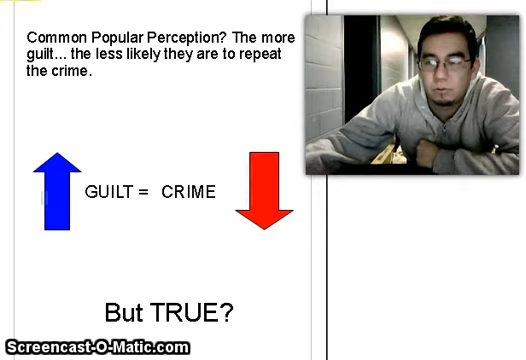 Common Popular Perception? The more
guilt... the less likely they are to repeat
the crime.
GUILT = CRIME
But TRUE?
Screencast-O-Matic.com